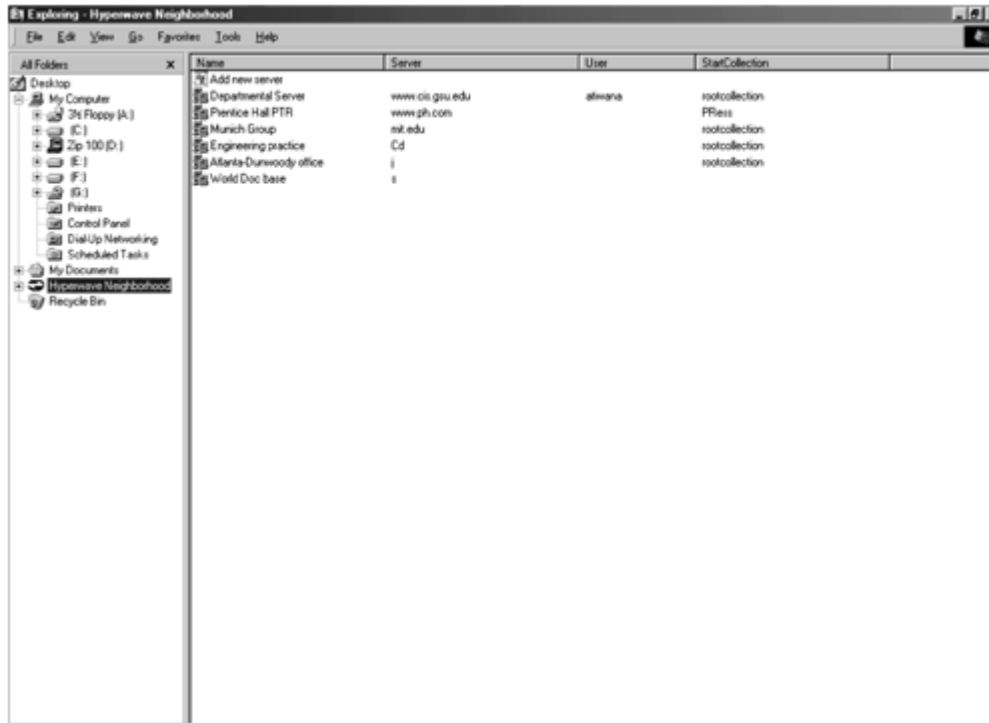 Exploring - Hyperwave Neighborhood
File Edit View Go Favorites Tools Help
All Folders
Desktop
My Computer
3½ Floppy (A:)
(C:)
Zip 100 (D:)
(E:)
(F:)
(G:)
Printers
Control Panel
Dial-Up Networking
Scheduled Tasks
My Documents
Hyperwave Neighborhood
Recycle Bin
Name Server User StartCollection
Add new server
Departmental Server www.cis.gsu.edu atiwana rootcollection
Prentice Hall PTR www.ph.com PRess
Munich Group mit.edu rootcollection
Engineering practice Cd rootcollection
Atlanta-Dunwoody office j rootcollection
World Doc base s